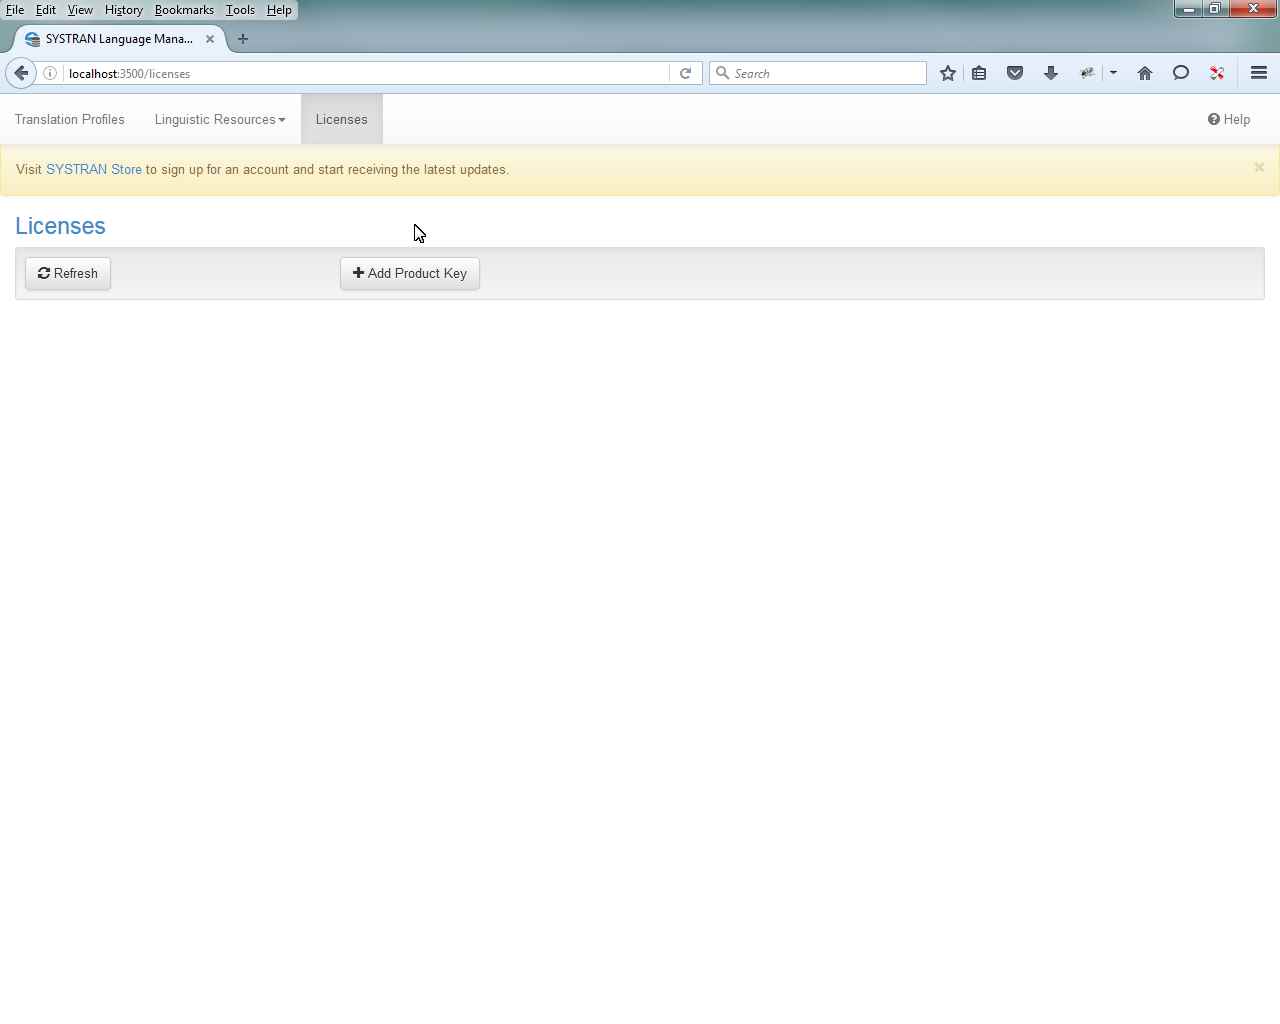 File Edit View History Bookmarks Tools Help
SYSTRAN Language Mana...
localhost:3500/licenses
Search
Translation Profiles Linguistic Resources Licenses Help
Visit SYSTRAN Store to sign up for an account and start receiving the latest updates.
Licenses
Refresh Add Product Key